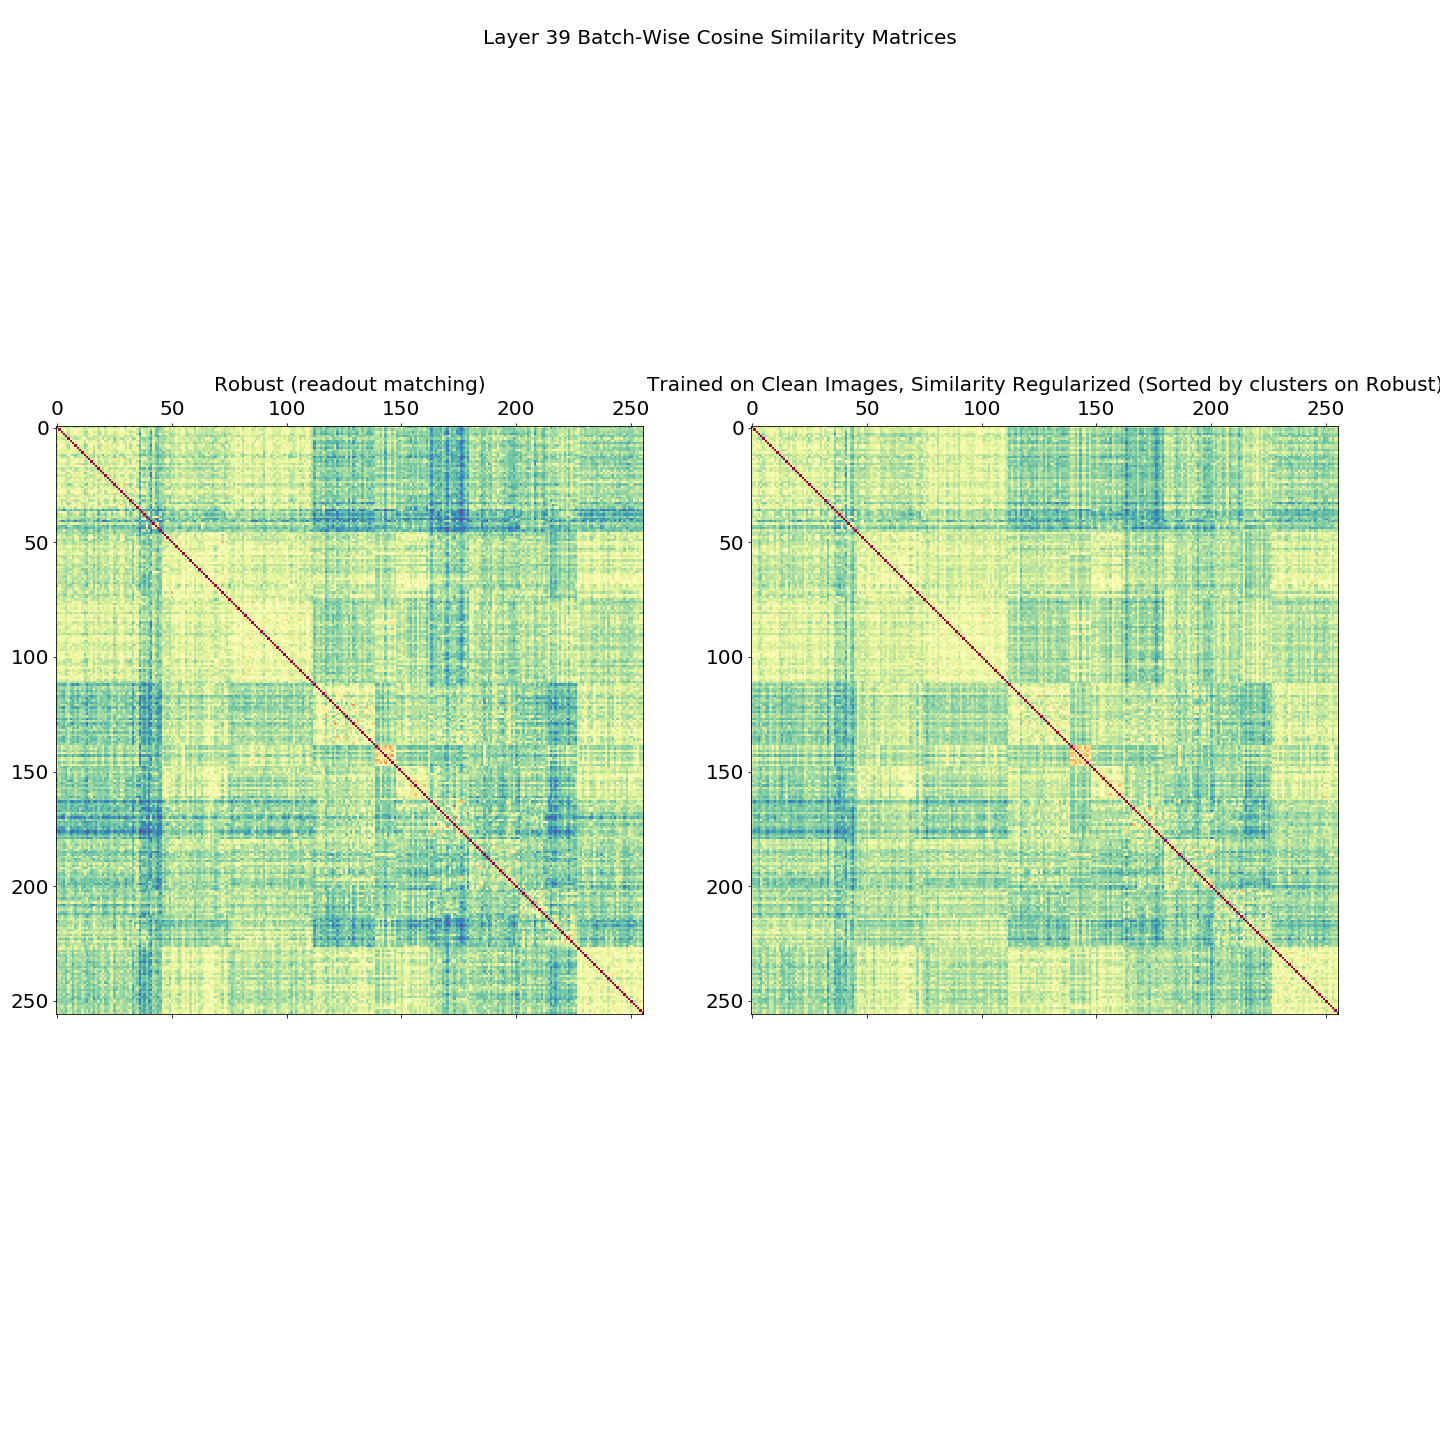 Layer 39 Batch-Wise Cosine Similarity Matrices
Robust (readout matching)
0 50 100 150 200 250
0
50
100
150
200
250
Trained on Clean Images, Similarity Regularized (Sorted by clusters on Robust)
0 50 100 150 200 250
0
50
100
150
200
250